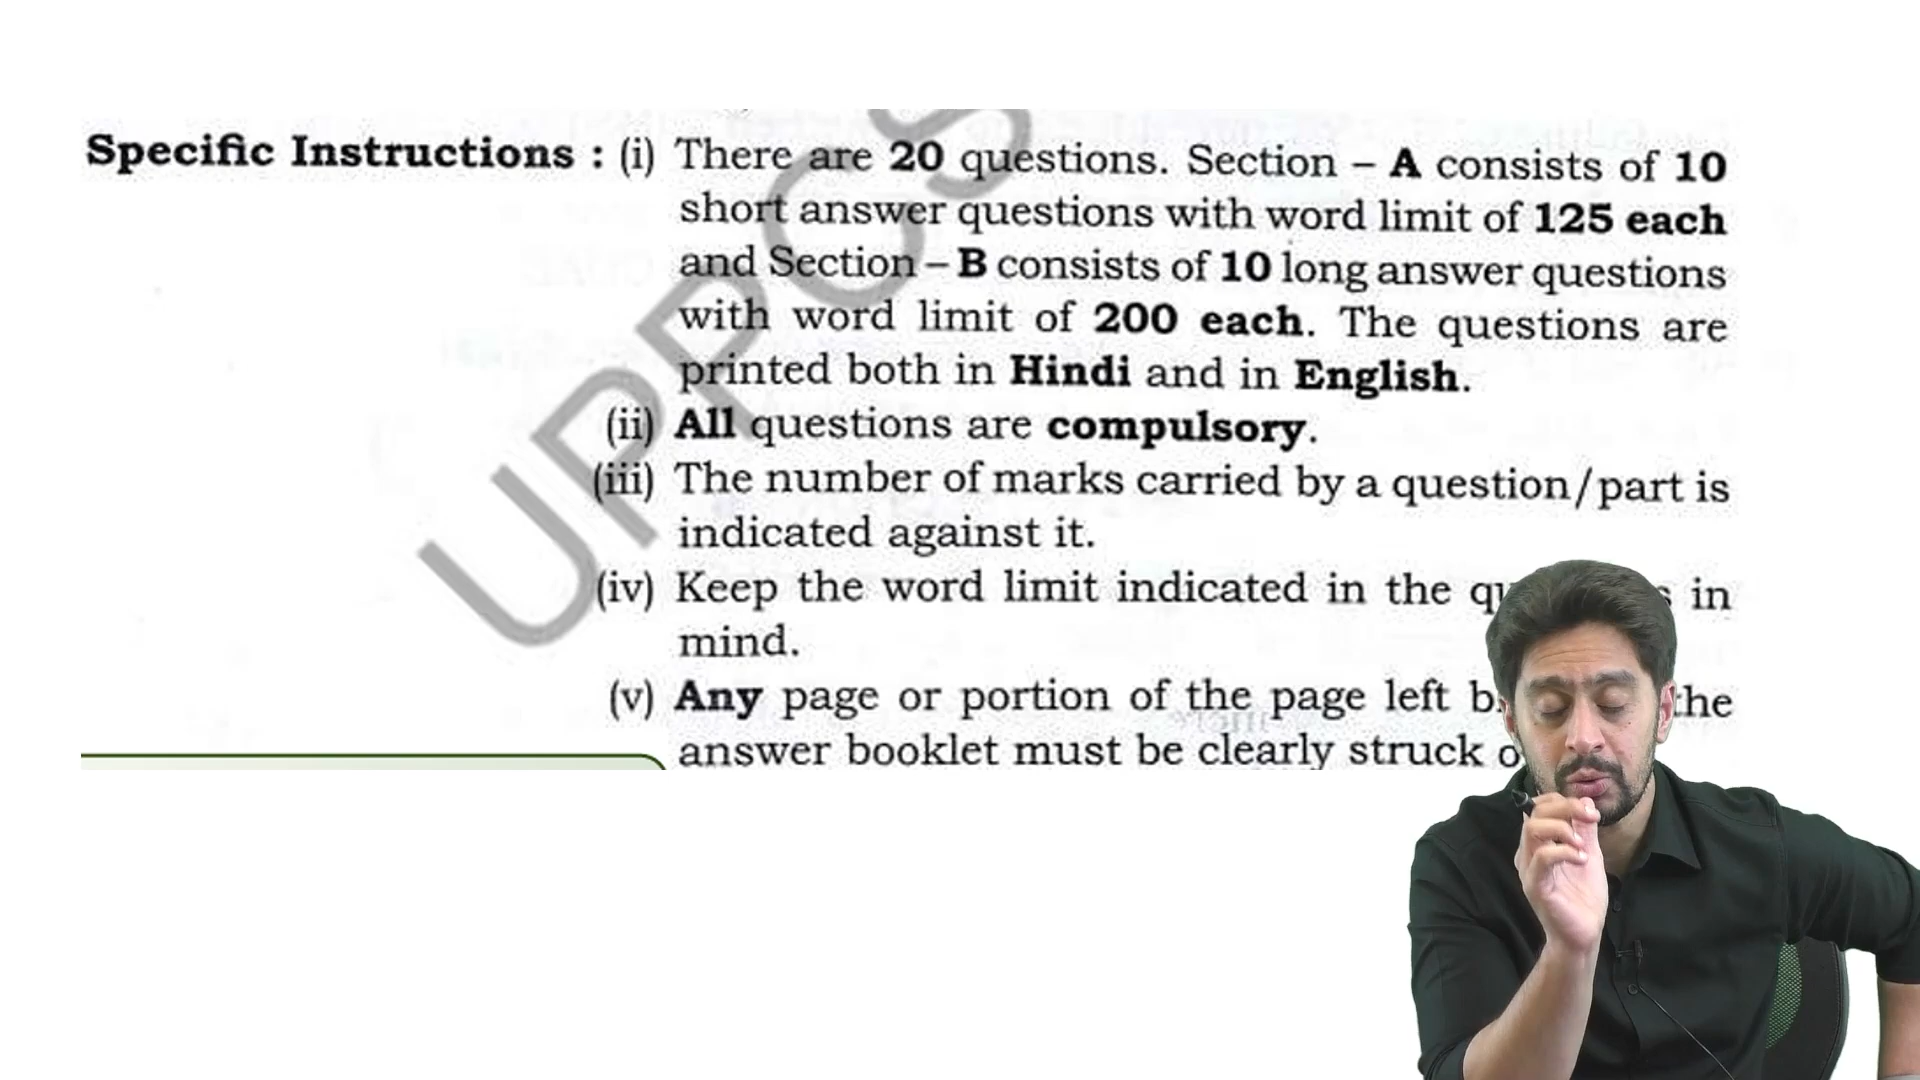 Specific Instructions : (i) There are 20 questions. Section – A consists of 10
short answer questions with word limit of 125 each
and Section – B consists of 10 long answer questions
with word limit of 200 each. The questions are
printed both in Hindi and in English.
(ii) All questions are compulsory.
(iii) The number of marks carried by a question/part is
indicated against it.
(iv) Keep the word limit indicated in the in
mind.
(v) Any page or portion of the page left the
answer booklet must be clearly struck
UPPCS